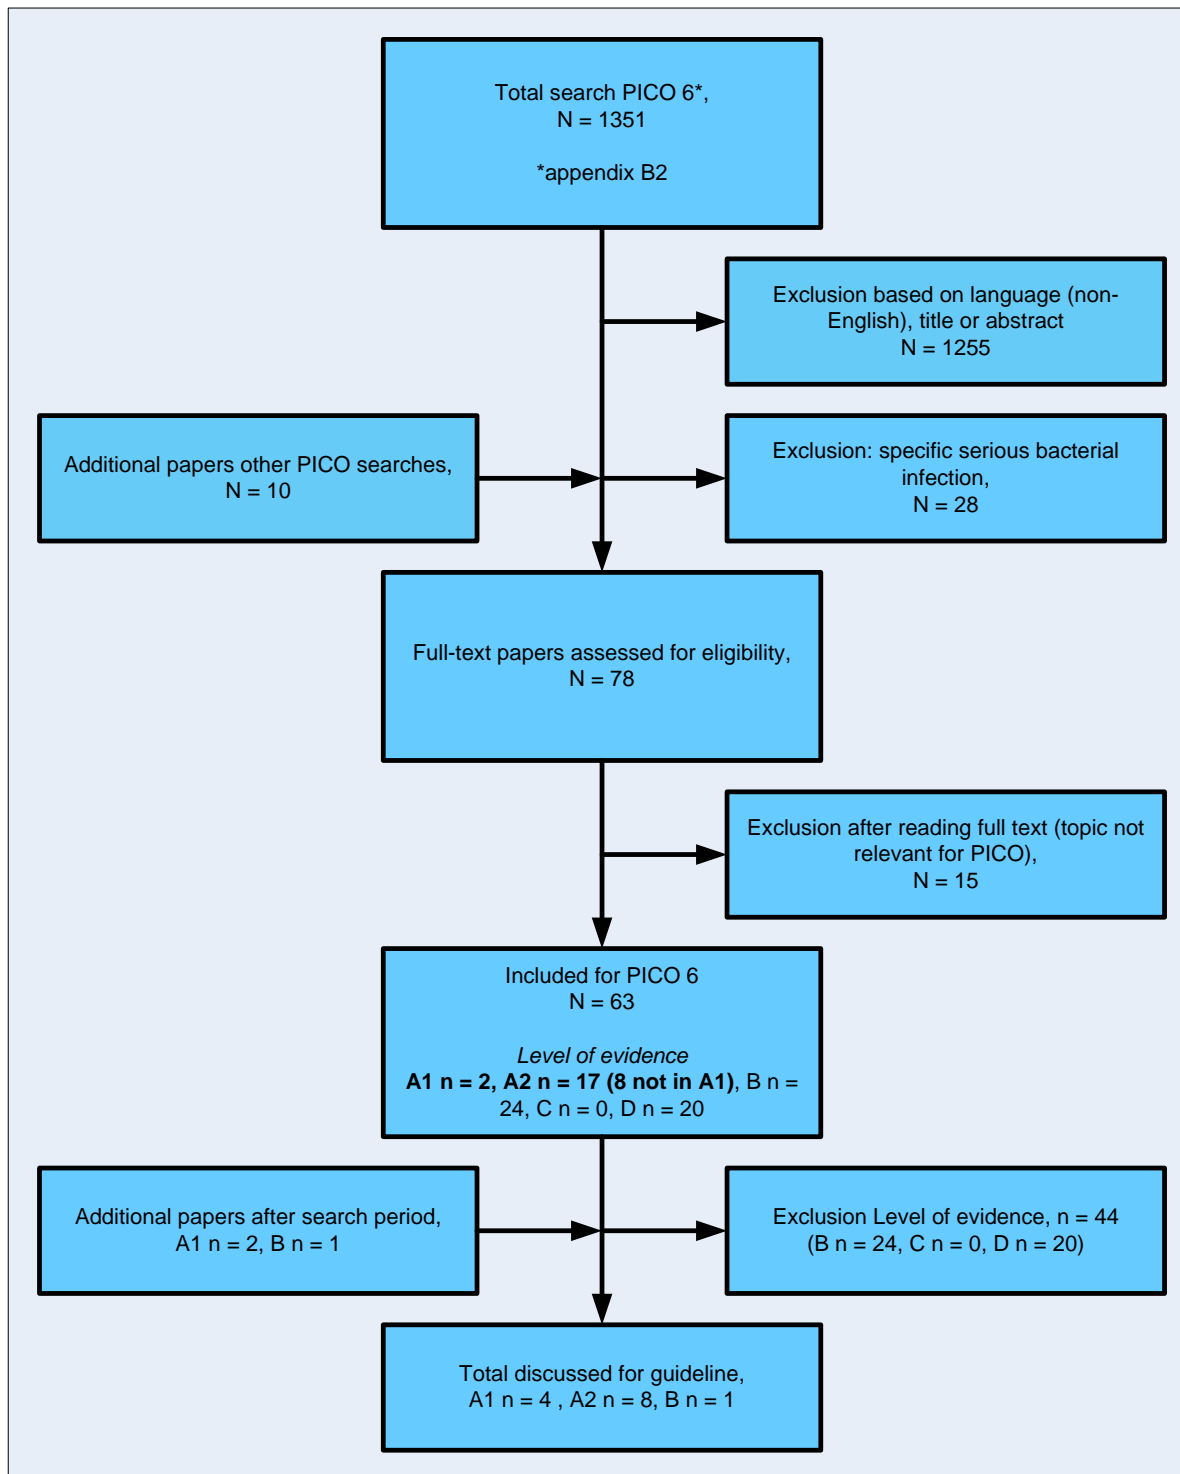 Total search PICO 6*,
N = 1351
*appendix B2
Exclusion based on language (non-
English), title or abstract
N = 1255
Additional papers other PICO searches,
N = 10
Exclusion: specific serious bacterial
infection,
N = 28
Full-text papers assessed for eligibility,
N = 78
Exclusion after reading full text (topic not
relevant for PICO),
N = 15
Included for PICO 6
N = 63
Level of evidence
A1 n = 2, A2 n = 17 (8 not in A1), B n =
24, C n = 0, D n = 20
Additional papers after search period,
A1 n = 2, B n = 1
Exclusion Level of evidence, n = 44
(B n = 24, C n = 0, D n = 20)
Total discussed for guideline,
A1 n = 4 , A2 n = 8, B n = 1